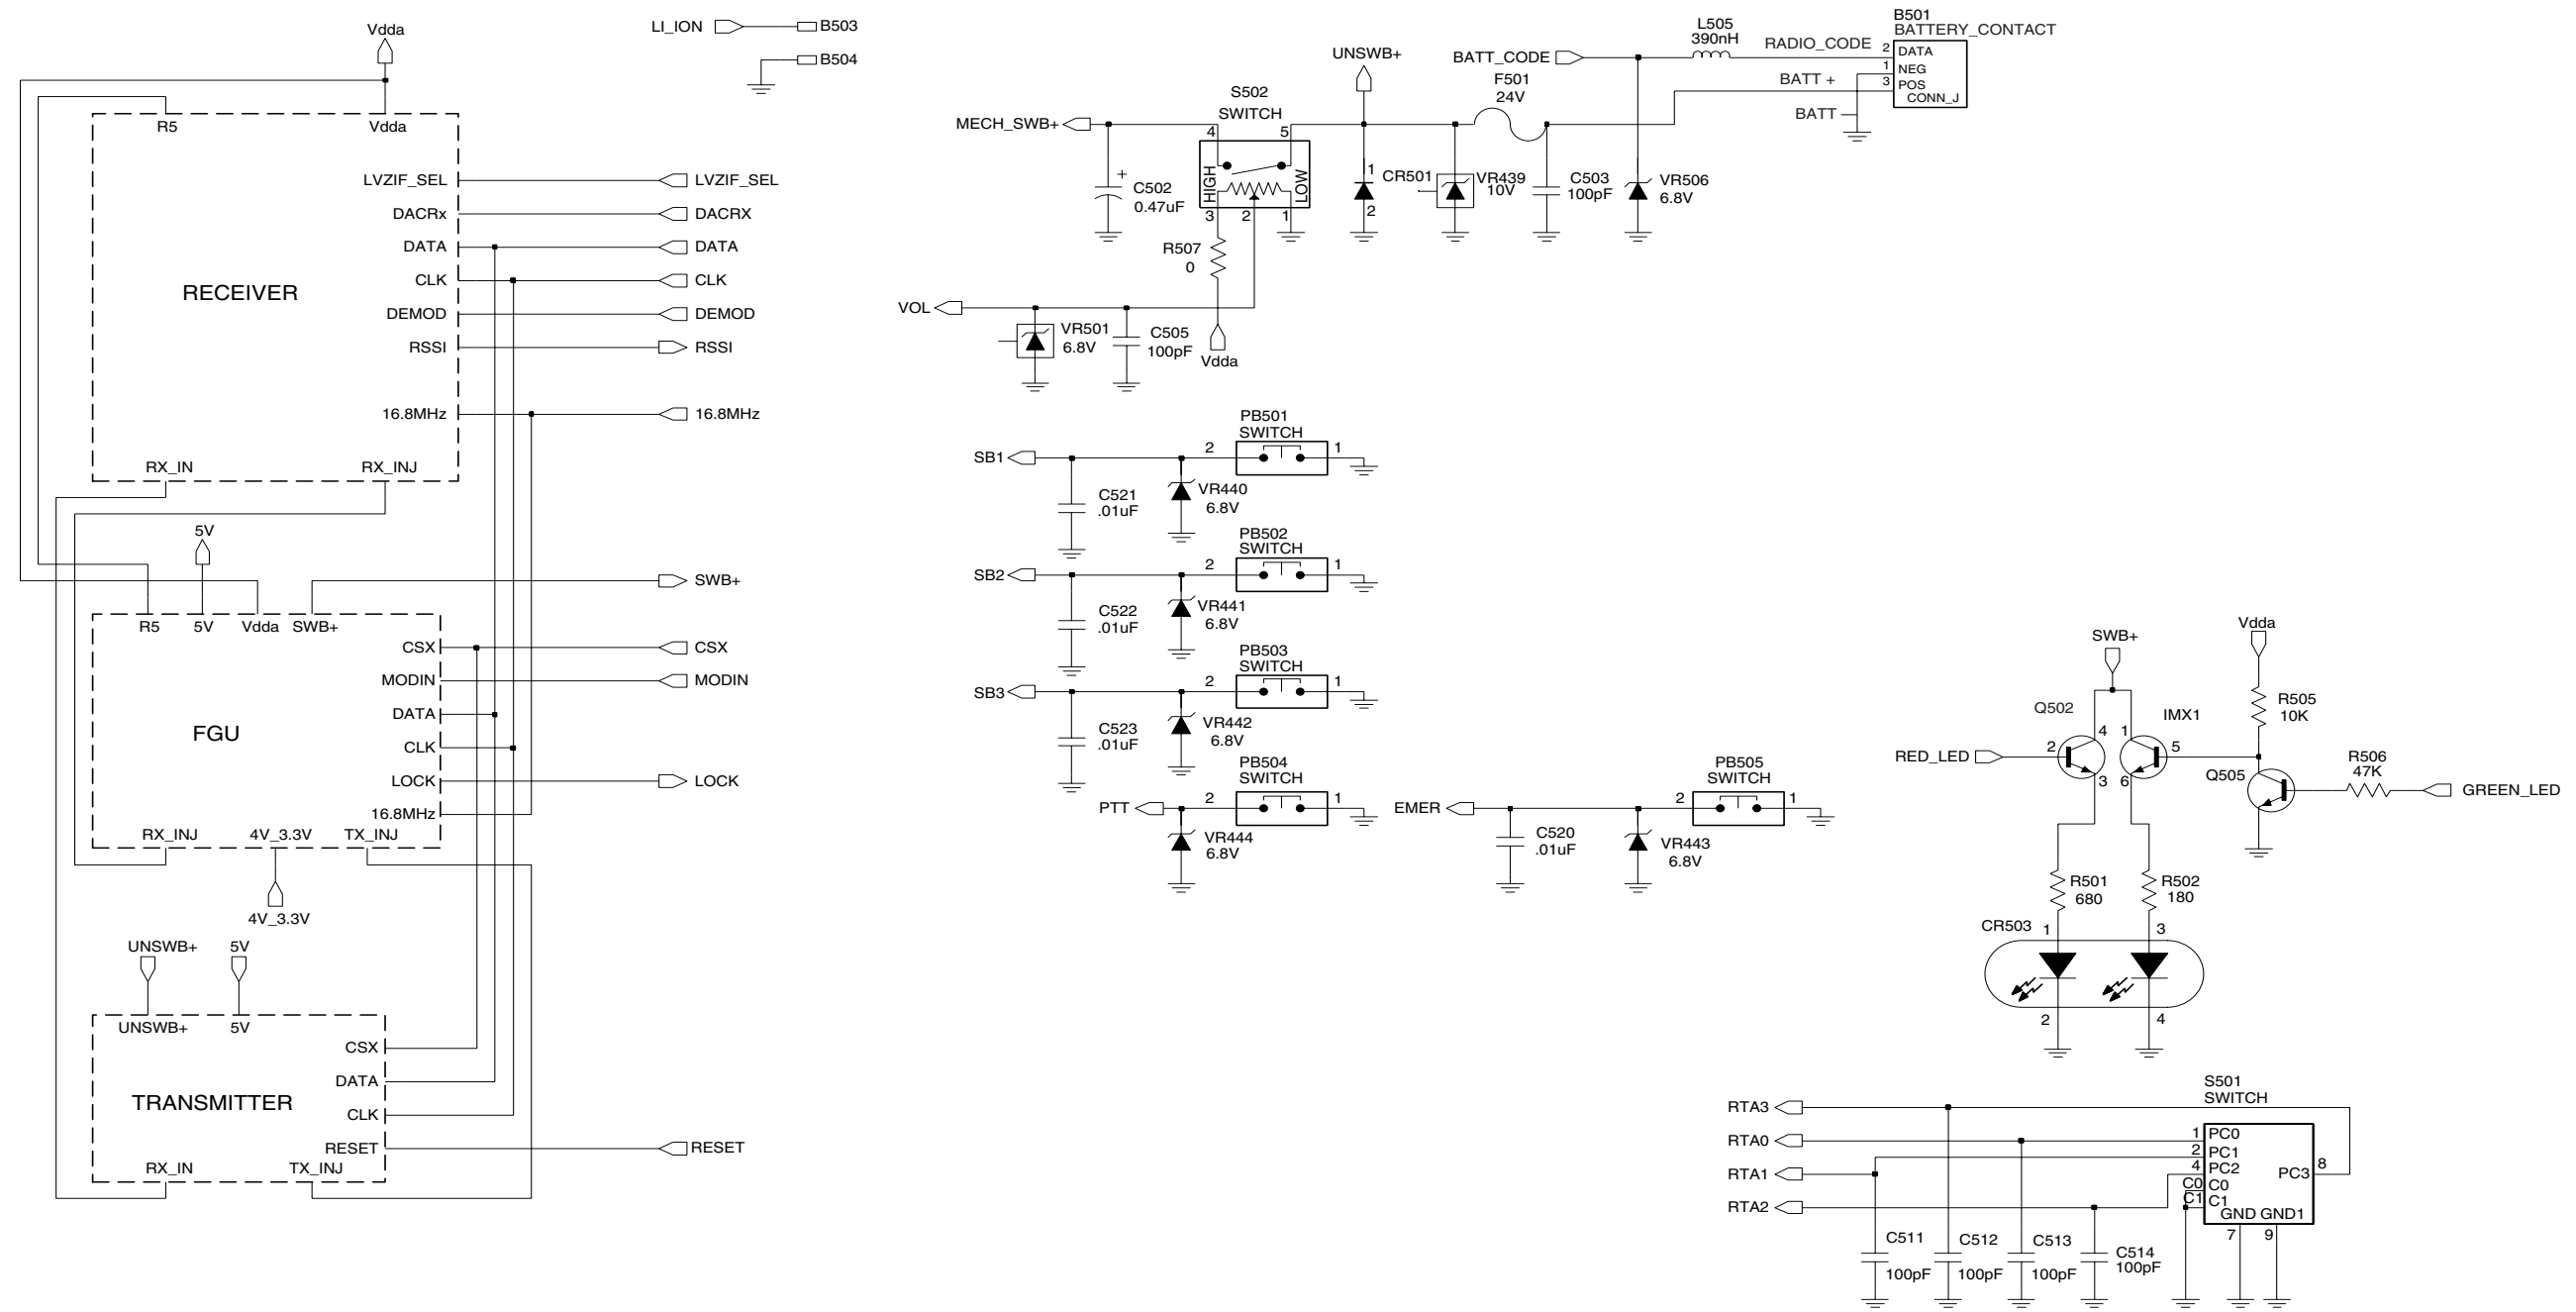 Vdda
R5
Vdda
LVZIF_SEL
LVZIF_SEL
DACRx
DACRX
DATA
DATA
CLK
CLK
RECEIVER
DEMOD
DEMOD
RSSI
RSSI
16.8MHz
16.8MHz
RX_IN
RX_INJ
5V
SWB+
R5
5V
Vdda
SWB+
CSX
CSX
MODIN
MODIN
DATA
FGU
CLK
LOCK
LOCK
16.8MHz
RX_INJ
4V_3.3V
TX_INJ
4V_3.3V
UNSWB+
5V
UNSWB+
5V
CSX
DATA
TRANSMITTER
CLK
RESET
RESET
RX_IN
TX_INJ
LI_ION
B503
B504
UNSWB+
BATT_CODE
L505
390nH
RADIO_CODE
B501
BATTERY_CONTACT
2
DATA
1
NEG
3
POS
CONN_J
BATT +
BATT
F501
24V
S502
SWITCH
MECH_SWB+
4
5
HIGH
LOW
3
2
1
+
C502
0.47uF
1
2
CR501
VR439
10V
C503
100pF
VR506
6.8V
R507
0
VOL
VR501
6.8V
C505
100pF
Vdda
PB501
SWITCH
SB1
2
1
C521
.01uF
VR440
6.8V
PB502
SWITCH
SB2
2
1
C522
.01uF
VR441
6.8V
PB503
SWITCH
SB3
2
1
C523
.01uF
VR442
6.8V
PB504
SWITCH
PTT
2
1
VR444
6.8V
PB505
SWITCH
EMER
2
1
C520
.01uF
VR443
6.8V
SWB+
Vdda
Q502
IMX1
R505
10K
RED_LED
2
4
3
1
6
5
Q505
R506
47K
GREEN_LED
R501
680
R502
180
CR503
1
3
2
4
S501
SWITCH
RTA3
RTA0
RTA1
RTA2
1
PC0
2
PC1
4
PC2
C0
C0
C1
C1
PC3
8
GND
GND1
7
9
C511
100pF
C512
100pF
C513
100pF
C514
100pF